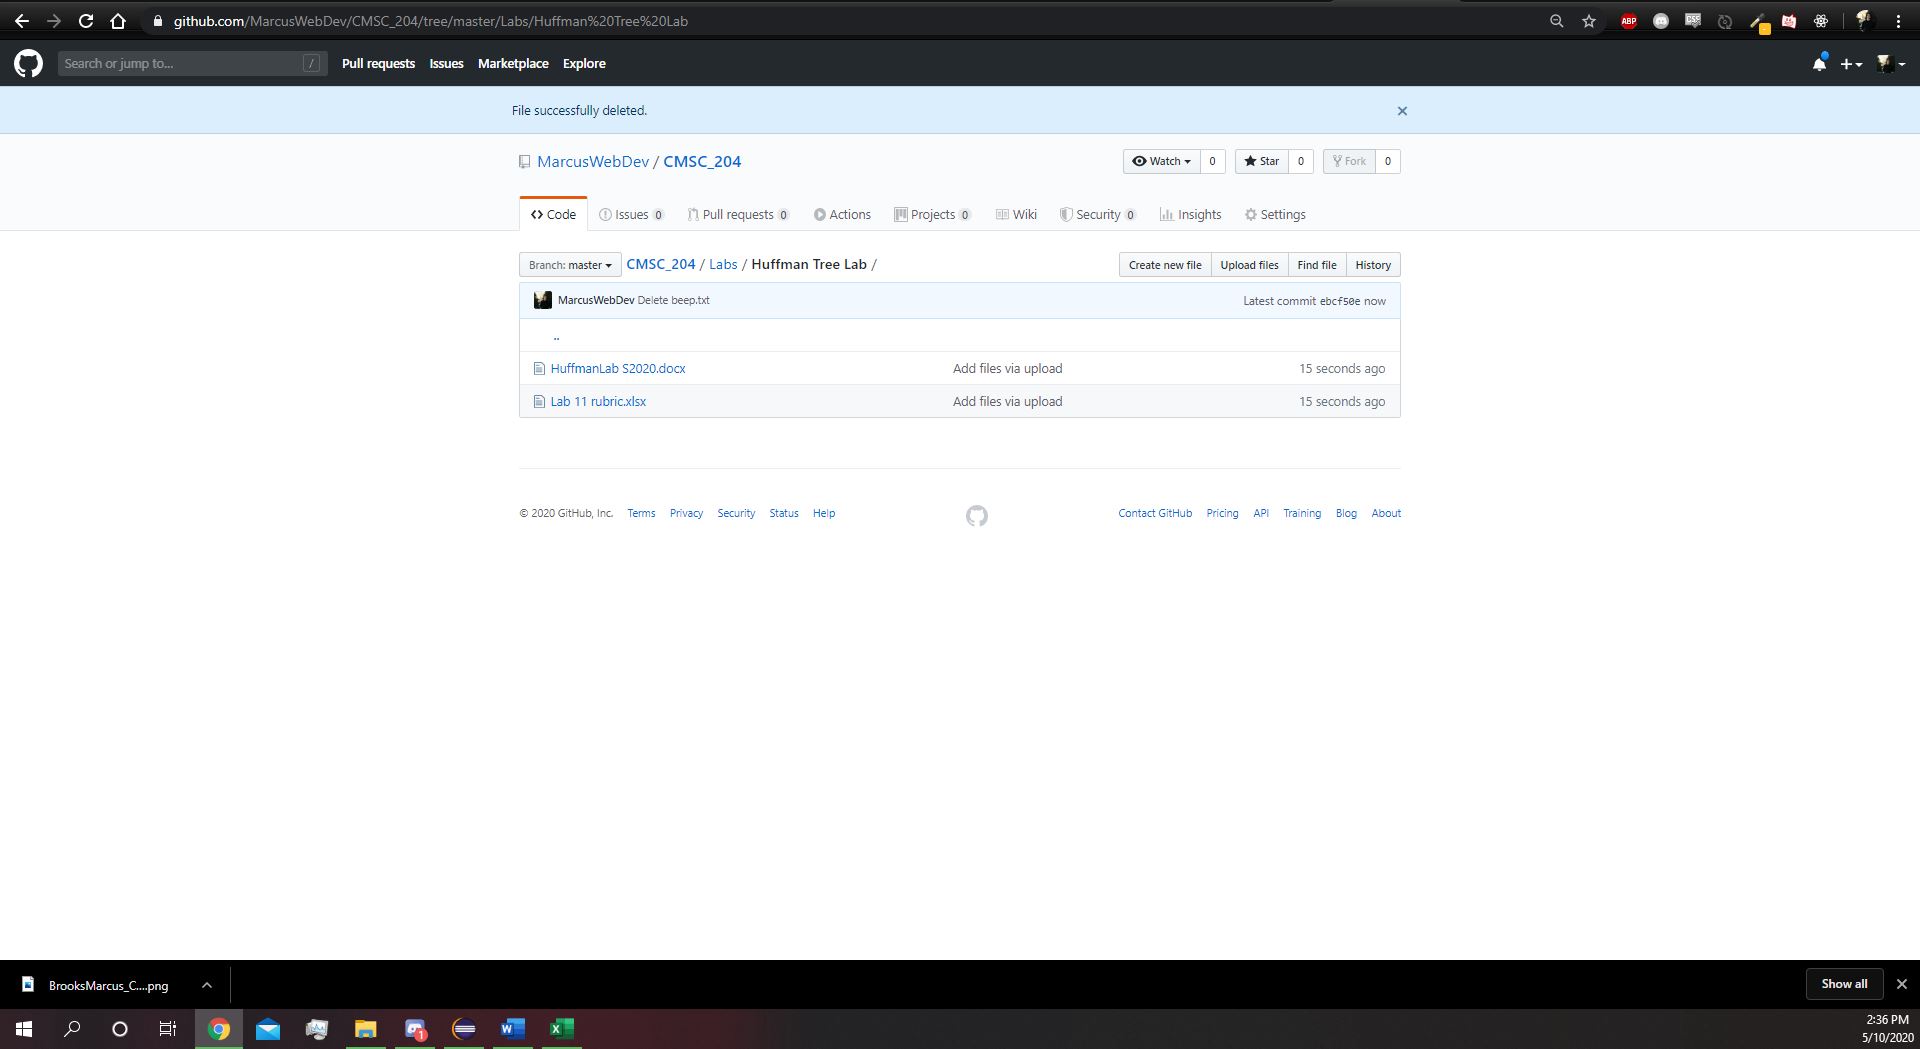 github.com/MarcusWebDev/CMSC_204/tree/master/Labs/Huffman%20Tree%20Lab
ABP
Search or jump to... /
Pull requests Issues Marketplace Explore
File successfully deleted.
MarcusWebDev / CMSC_204
Watch 0 Star 0 Fork 0
Code Issues 0 Pull requests 0 Actions Projects 0 Wiki Security 0 Insights Settings
Branch: master CMSC_204 / Labs / Huffman Tree Lab /
Create new file Upload files Find file History
MarcusWebDev Delete beep.txt Latest commit ebcf50e now
..
HuffmanLab S2020.docx Add files via upload 15 seconds ago
Lab 11 rubric.xlsx Add files via upload 15 seconds ago
© 2020 GitHub, Inc. Terms Privacy Security Status Help Contact GitHub Pricing API Training Blog About
BrooksMarcus_C....png Show all
1
2:36 PM
5/10/2020